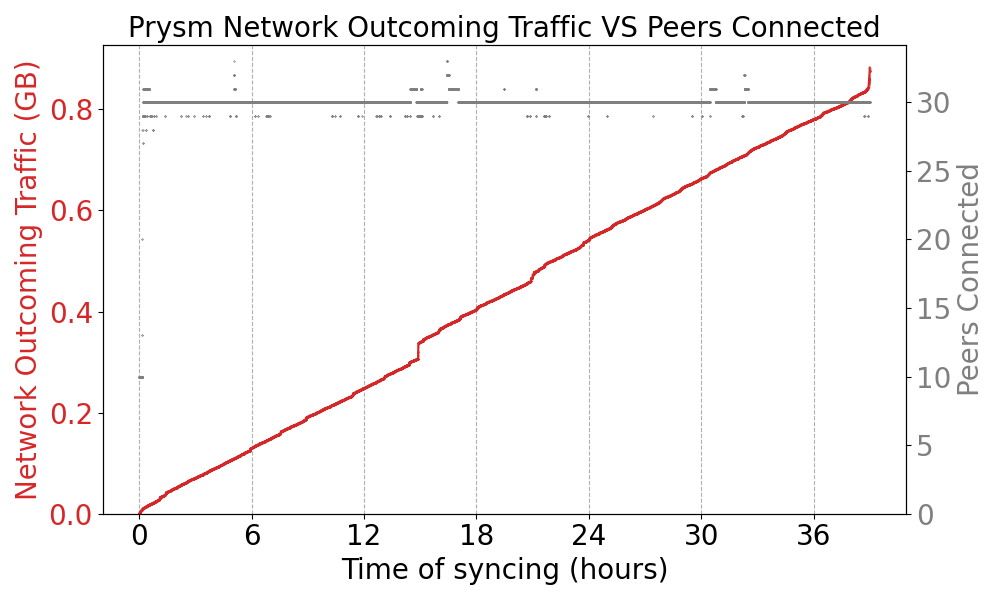 Prysm Network Outcoming Traffic VS Peers Connected
Network Outcoming Traffic (GB)
0.8
0.6
0.4
0.2
0.0
30
25
20
15
10
5
0
Peers Connected
0 6 12 18 24 30 36
Time of syncing (hours)